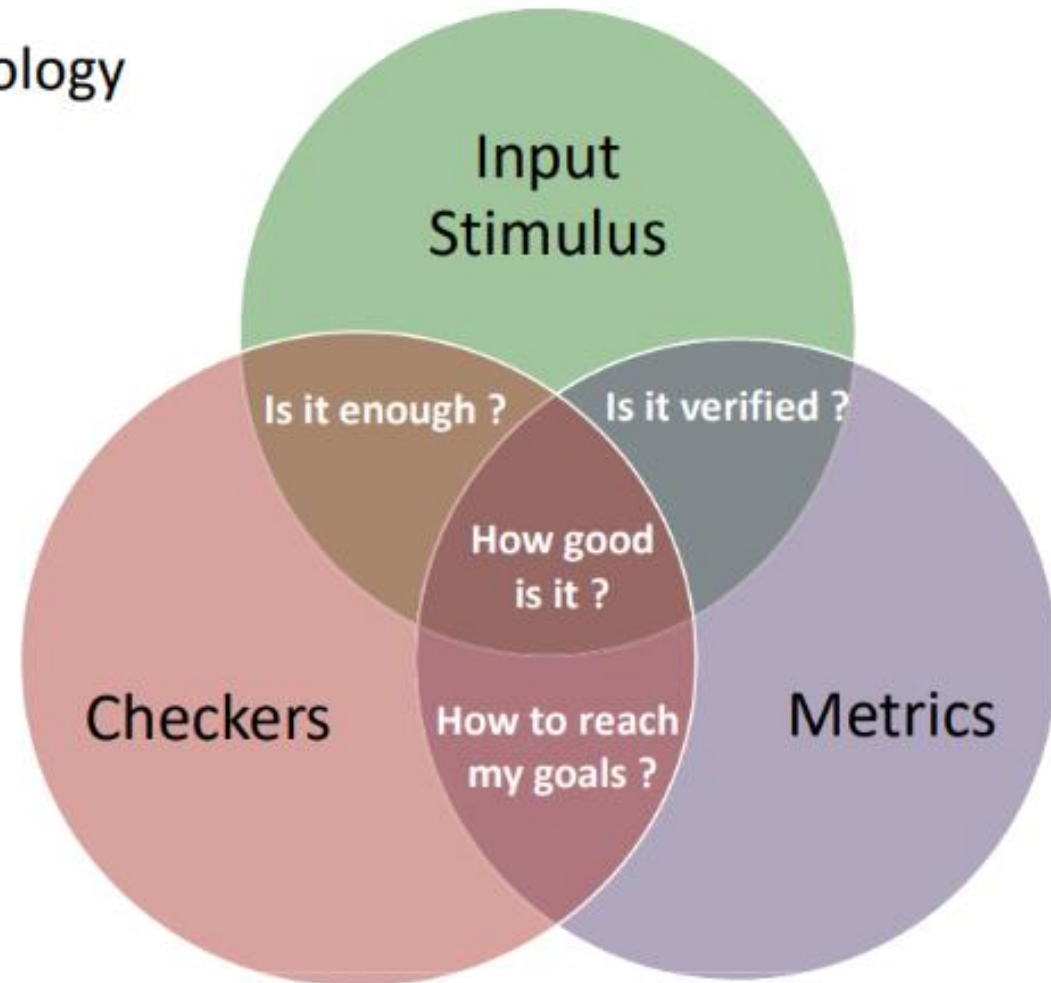 ology
Input
Stimulus
Is it enough ?
Is it verified ?
How good
is it ?
Checkers
How to reach
my goals ?
Metrics